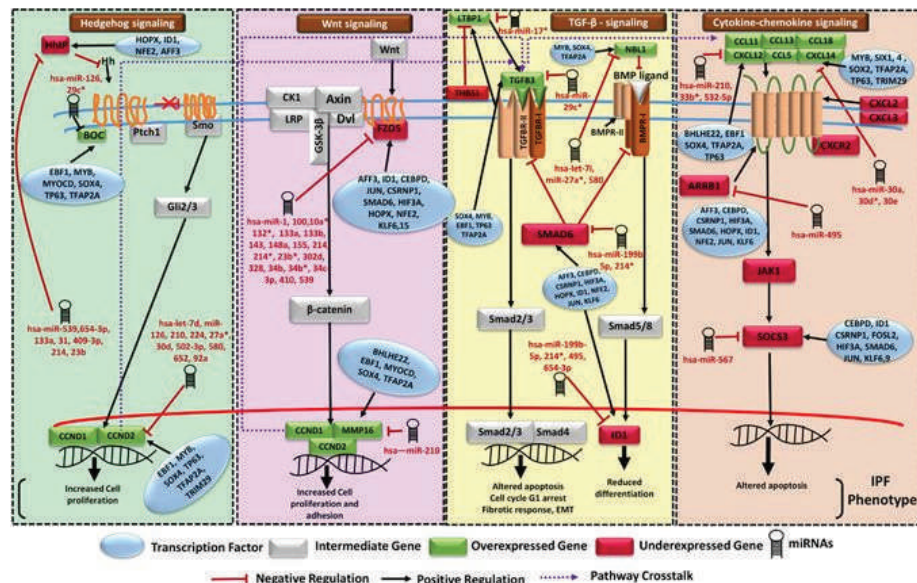 Hedgehog signaling
HHIP
HOPX, ID1,
NFE2, AFF3
Hh
hsa-miR-126,
29c*
BOC
Ptch1
Smo
EBF1, MYB,
MYOCD, SOX4,
TP63, TFAP2A
Gli2/3
hsa-miR-539,654-3p,
133a, 31, 409-3p,
214, 23b
hsa-let-7d, miR-
126, 210, 224, 27a*,
30d, 502-3p, 580,
652, 92a
CCND1
CCND2
EBF1, MYB,
SOX4, TP63,
TFAP2A,
TRIM29
Increased Cell
proliferation
Wnt signaling
Wnt
CK1
Axin
LRP
Dvl
GSK-3β
FZD5
AFF3, ID1, CEBPD,
JUN, CSRNP1,
SMAD6, HIF3A,
HOPX, NFE2,
KLF6,15
hsa-miR-1, 100,10a*
132*, 133a, 133b,
143, 148a, 155, 214,
214*, 23b*, 302d,
328, 34b, 34b*, 34c-
3p, 410, 539
β-catenin
BHLHE22,
EBF1, MYOCD,
SOX4, TFAP2A
CCND1
MMP16
CCND2
hsa—miR-210
Increased Cell
proliferation and
adhesion
TGF-β - signaling
LTBP1
hsa-miR-17*
MYB, SOX4,
TFAP2A
NBL1
TGFB3
BMP ligand
THBS1
hsa-miR-
29c*
TGFBR-II
TGFBR-I
BMPR-II
BMPR-I
hsa-let-7i,
miR-27a*, 580
SOX4, MYB,
EBF1, TP63
TFAP2A
SMAD6
hsa-miR-199b-
5p, 214*
AFF3, CEBPD,
CSRNP1, HIF3A,
HOPX, ID1, NFE2,
JUN, KLF6
Smad2/3
Smad5/8
hsa-miR-199b-
5p, 214*, 495,
654-3p
Smad2/3
Smad4
ID1
Altered apoptosis
Cell cycle G1 arrest
Fibrotic response, EMT
Reduced
differentiation
Cytokine-chemokine signaling
CCL11
CCL13
CCL18
CXCL12
CCL5
CXCL14
hsa-miR-210,
33b*, 532-5p
MYB, SIX1, 4,
SOX2, TFAP2A,
TP63, TRIM29
CXCL2
CXCL3
BHLHE22, EBF1
SOX4, TFAP2A,
TP63
CXCR2
ARRB1
hsa-miR-30a,
30d*, 30e
hsa-miR-495
AFF3, CEBPD,
CSRNP1, HIF3A,
SMAD6, HOPX, ID1,
NFE2, JUN, KLF6
JAK1
SOCS3
hsa-miR-567
CEBPD, ID1
CSRNP1, FOSL2,
HIF3A, SMAD6,
JUN, KLF6,9
Altered apoptosis
IPF
Phenotype
Transcription Factor
Intermediate Gene
Overexpressed Gene
Underexpressed Gene
miRNAs
Negative Regulation
Positive Regulation
Pathway Crosstalk